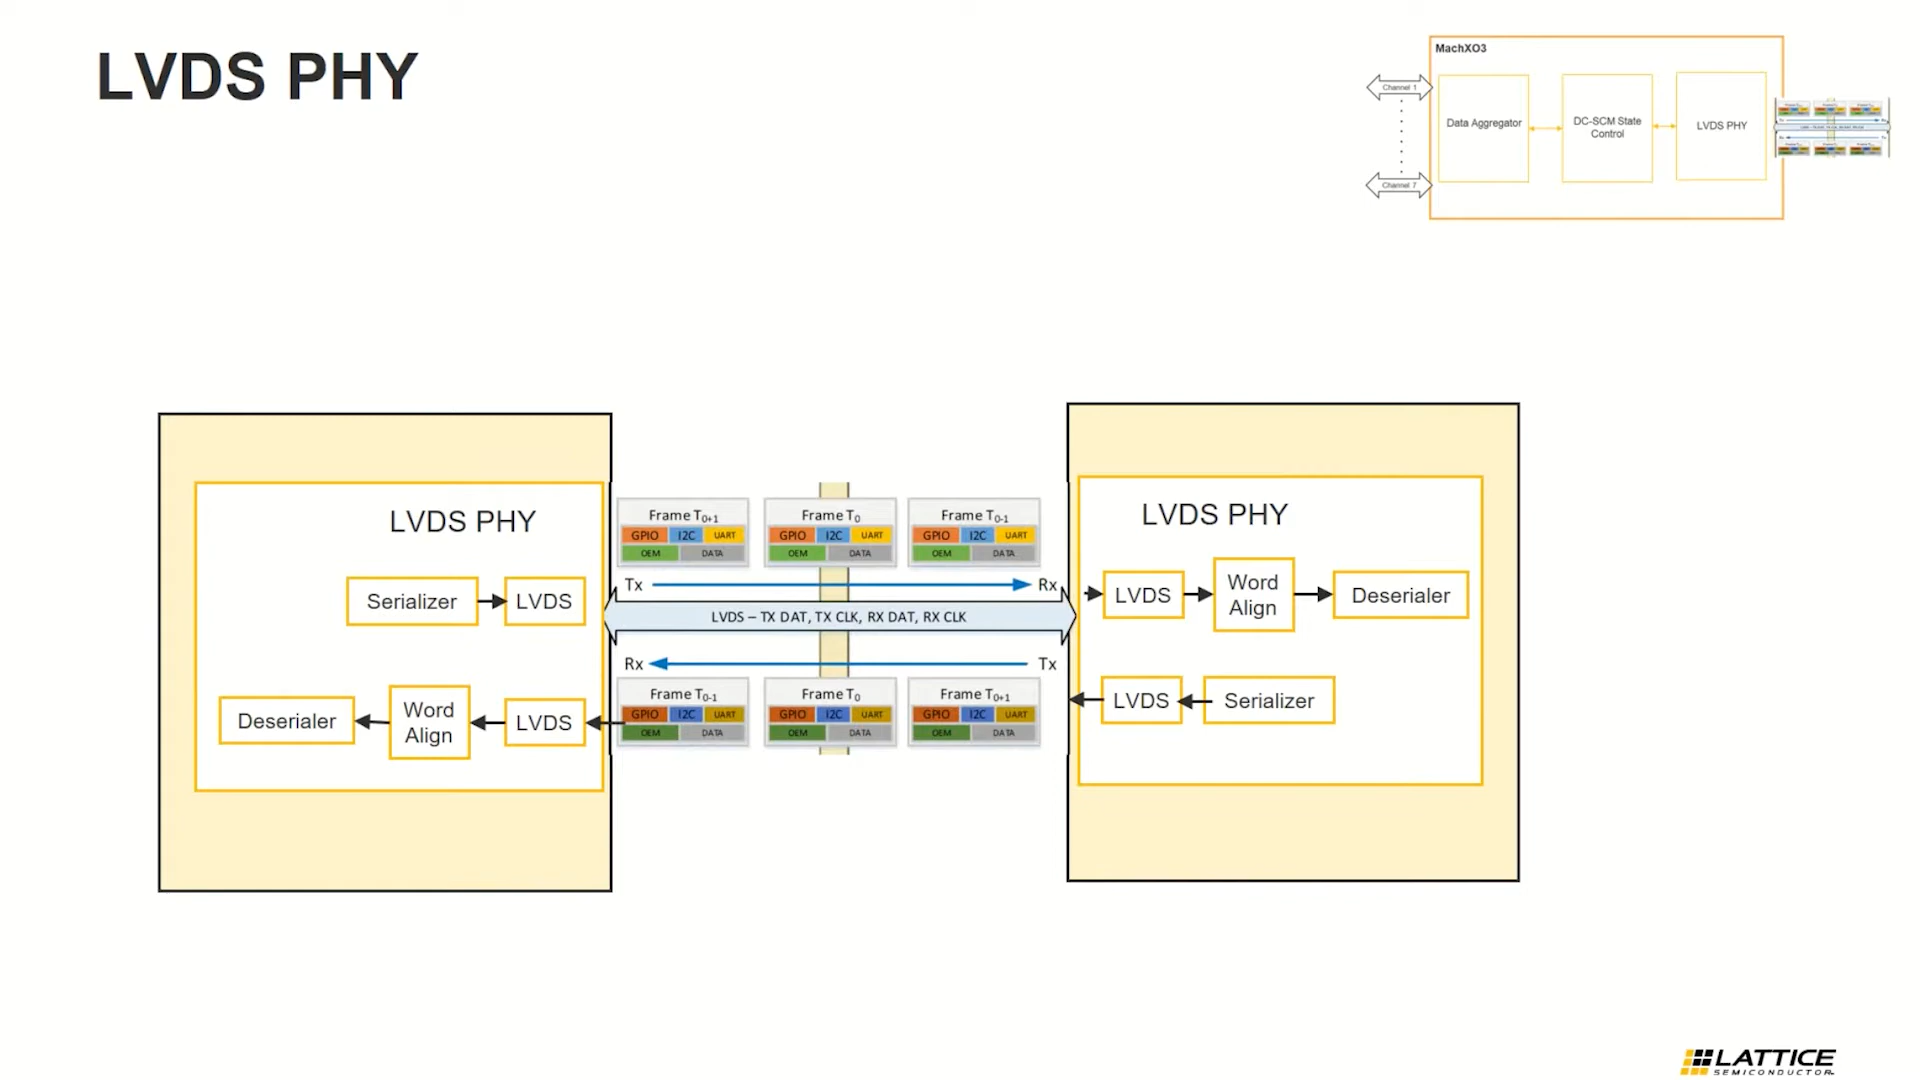 LVDS PHY
MachXO3
Channel 1
Channel 7
Data Aggregator
DC-SCM State
Control
LVDS PHY
LVDS PHY
Serializer
LVDS
Deserialer
Word
Align
LVDS
Frame T0+1
GPIO I2C UART
OEM DATA
Frame T0
GPIO I2C UART
OEM DATA
Frame T0-1
GPIO I2C UART
OEM DATA
Tx
Rx
LVDS – TX DAT, TX CLK, RX DAT, RX CLK
Rx
Tx
Frame T0-1
GPIO I2C UART
OEM DATA
Frame T0
GPIO I2C UART
OEM DATA
Frame T0+1
GPIO I2C UART
OEM DATA
LVDS PHY
LVDS
Word
Align
Deserialer
LVDS
Serializer
LATTICE
SEMICONDUCTOR